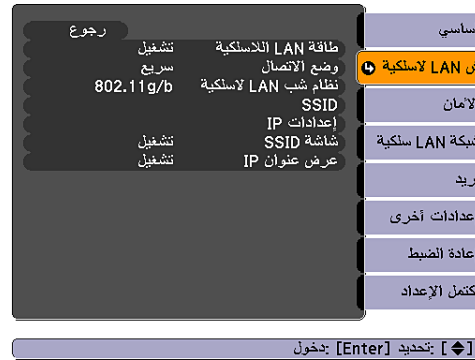 رجوع
طاقة LAN اللاسلكية تشغيل
وضع الاتصال سريع
نظام شب LAN لاسلكية 802.11g/b
SSID
إعدادات IP
شاشة SSID تشغيل
عرض عنوان IP تشغيل
ساسي
LAN لاسلكية
الأمان
شبكة LAN سلكية
ريد
عدادات أخرى
عادة الضبط
كتمل الإعداد
[ ] :تحديد [Enter] :دخول